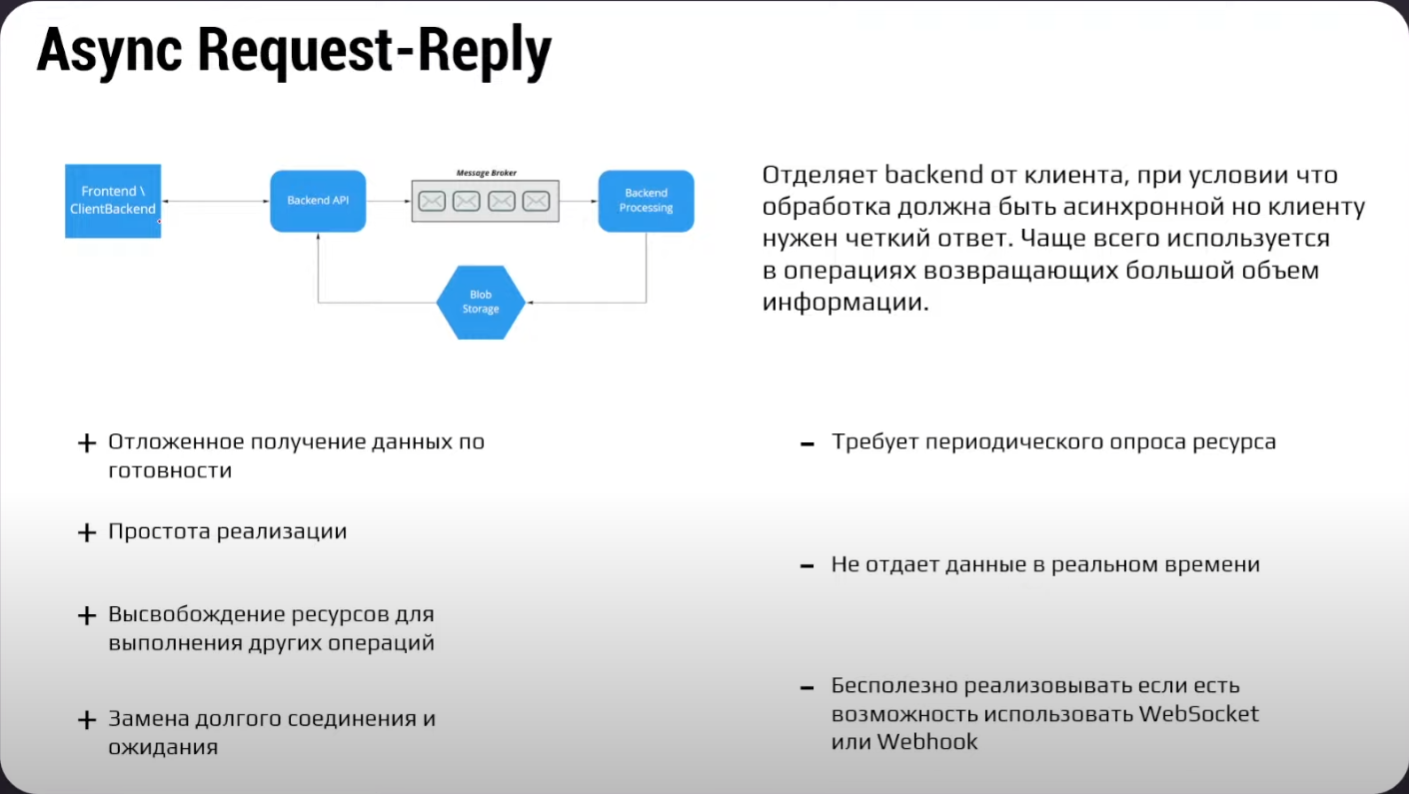 Async Request-Reply
Message Broker
Frontend \
ClientBackend
Backend API
Backend
Processing
Blob
Storage
Отделяет backend от клиента, при условии что
обработка должна быть асинхронной но клиенту
нужен четкий ответ. Чаще всего используется
в операциях возвращающих большой объем
информации.
+ Отложенное получение данных по
готовности
+ Простота реализации
+ Высвобождение ресурсов для
выполнения других операций
+ Замена долгого соединения и
ожидания
- Требует периодического опроса ресурса
- Не отдает данные в реальном времени
- Бесполезно реализовывать если есть
возможность использовать WebSocket
или Webhook